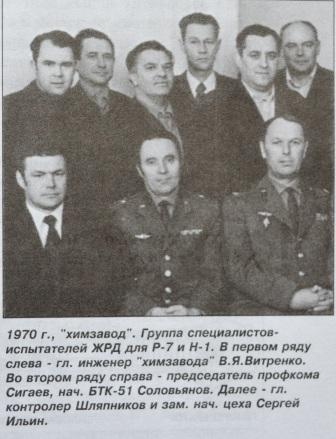 1970 г., "химзавод". Группа специалистов-
испытателей ЖРД для Р-7 и Н-1. В первом ряду
слева - гл. инженер "химзавода" В.Я.Витренко.
Во втором ряду справа - председатель профкома
Сигаев, нач. БТК-51 Соловьянов. Далее - гл.
контролер Шляпников и зам. нач. цеха Сергей
Ильин.